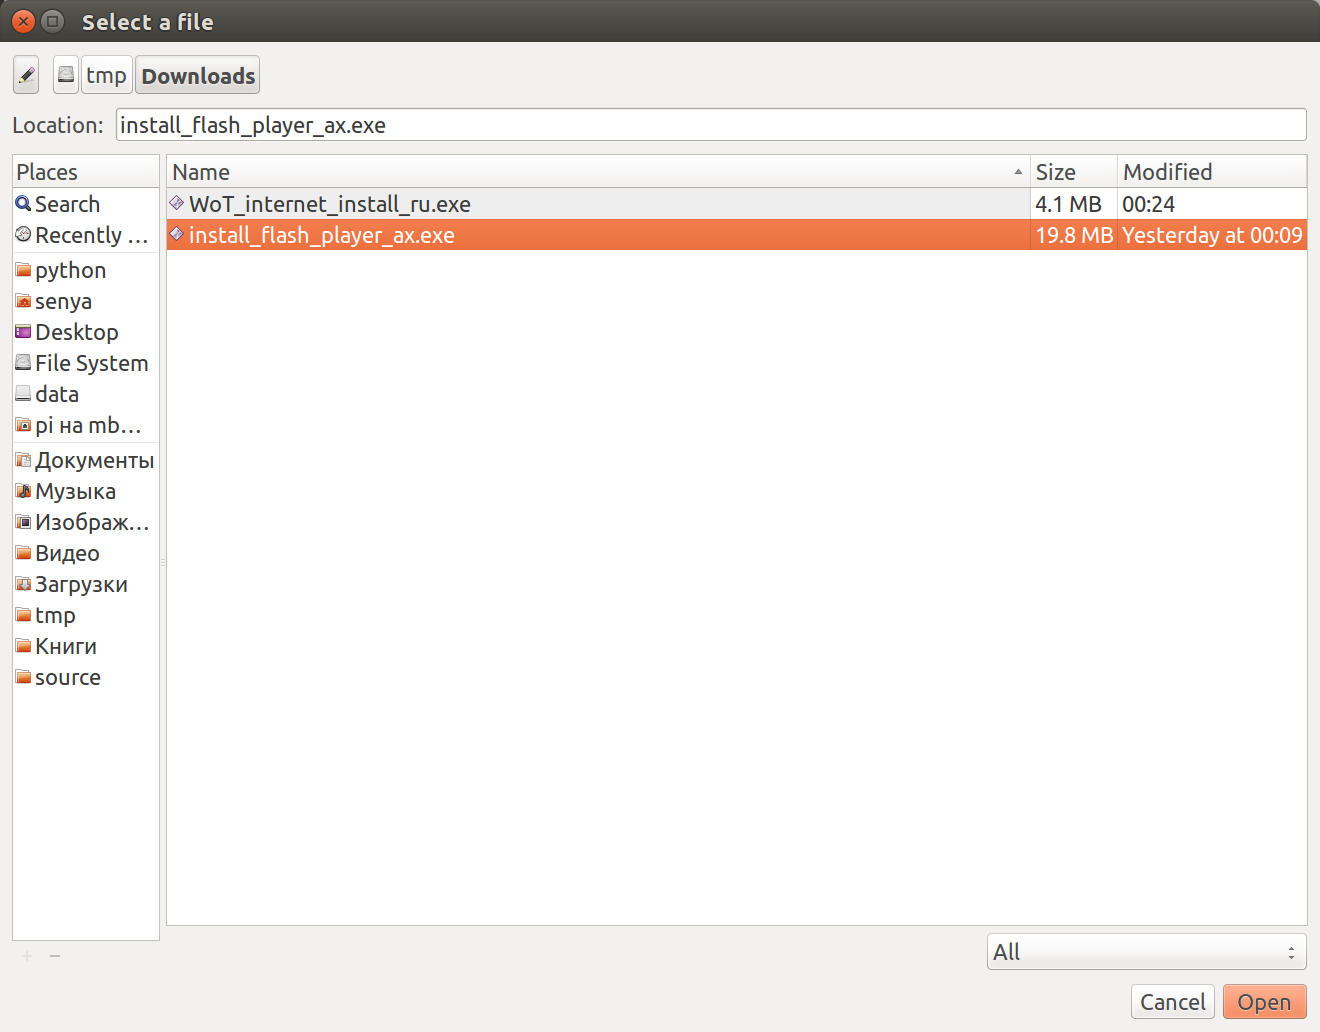 Select a file
tmp
Downloads
Location: install_flash_player_ax.exe
Places
Search
Recently ...
python
senya
Desktop
File System
data
pi на mb...
Документы
Музыка
Изображ...
Видео
Загрузки
tmp
Книги
source
Name Size Modified
WoT_internet_install_ru.exe 4.1 MB 00:24
install_flash_player_ax.exe 19.8 MB Yesterday at 00:09
All
Cancel Open